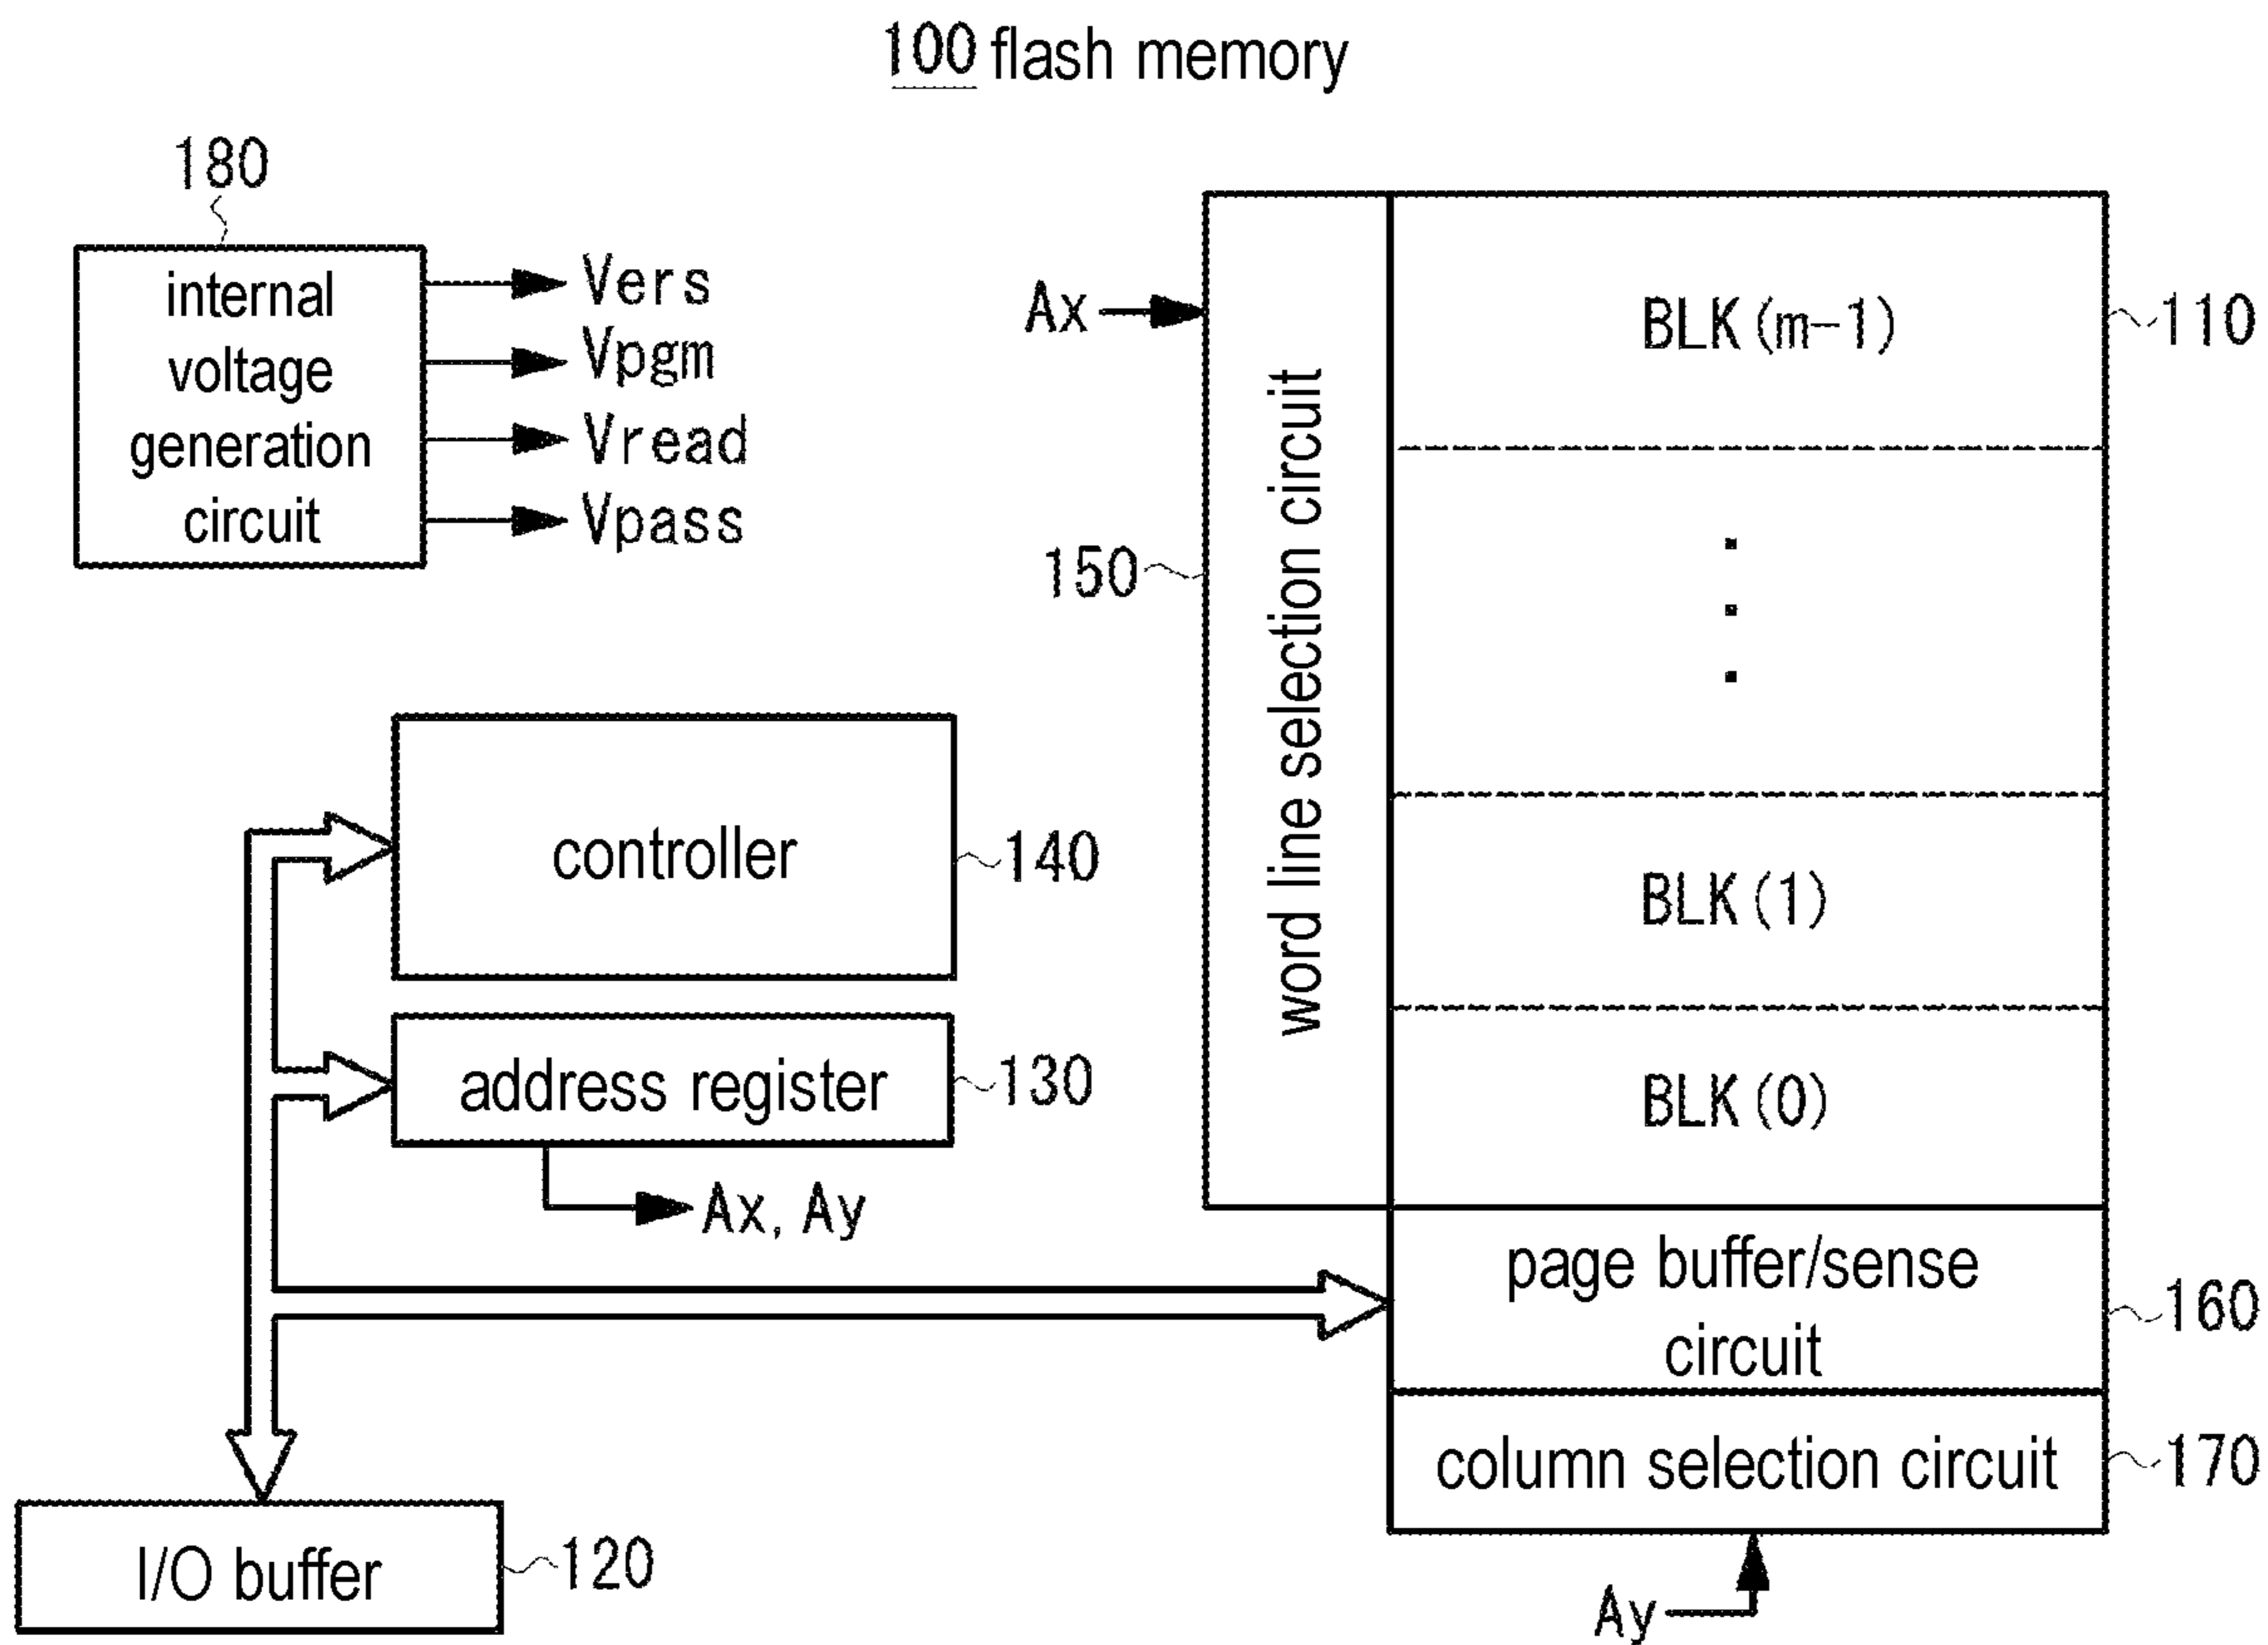 100 flash memory
180
internal
voltage
generation
circuit
Vers
Vpgm
Vread
Vpass
Ax
150
word line selection circuit
BLK(m-1)
110
BLK(1)
BLK(0)
controller
140
address register
130
Ax, Ay
page buffer/sense
circuit
160
column selection circuit
170
I/O buffer
120
Ay